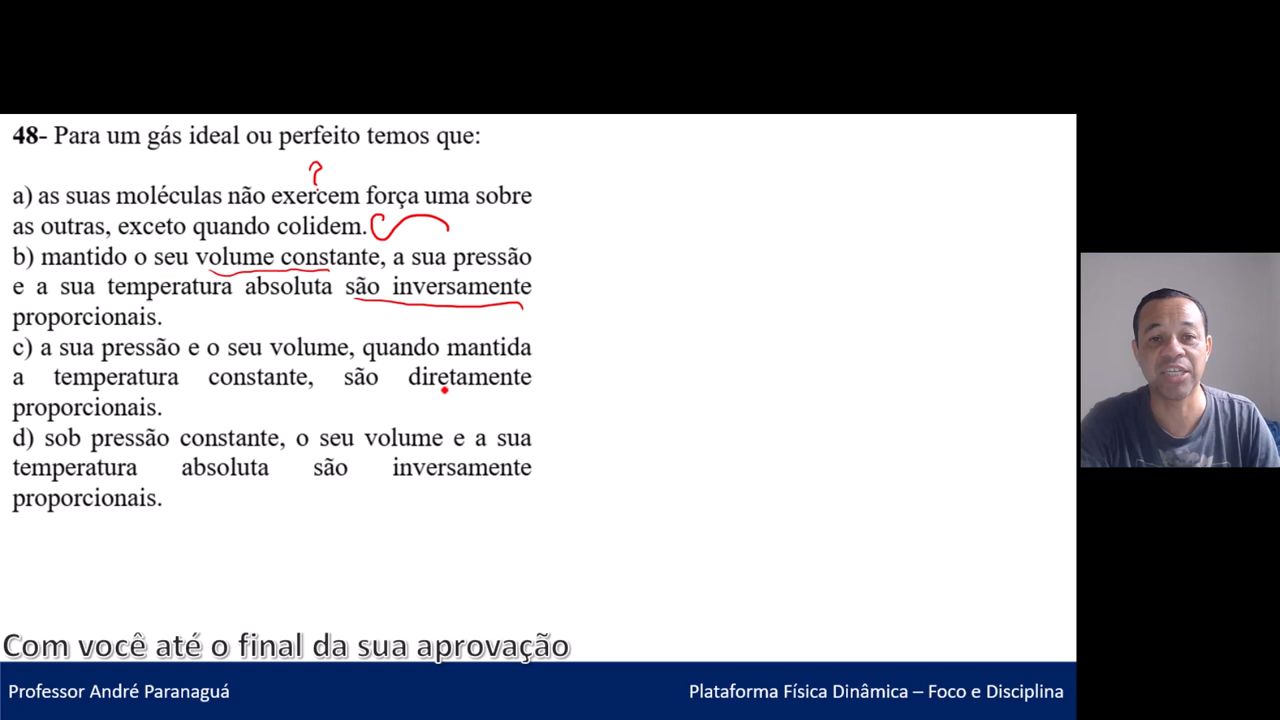 48- Para um gás ideal ou perfeito temos que:
?
a) as suas moléculas não exercem força uma sobre
as outras, exceto quando colidem.
b) mantido o seu volume constante, a sua pressão
e a sua temperatura absoluta são inversamente
proporcionais.
c) a sua pressão e o seu volume, quando mantida
a temperatura constante, são diretamente
proporcionais.
d) sob pressão constante, o seu volume e a sua
temperatura absoluta são inversamente
proporcionais.
Com você até o final da sua aprovação
Professor André Paranaguá
Plataforma Física Dinâmica – Foco e Disciplina